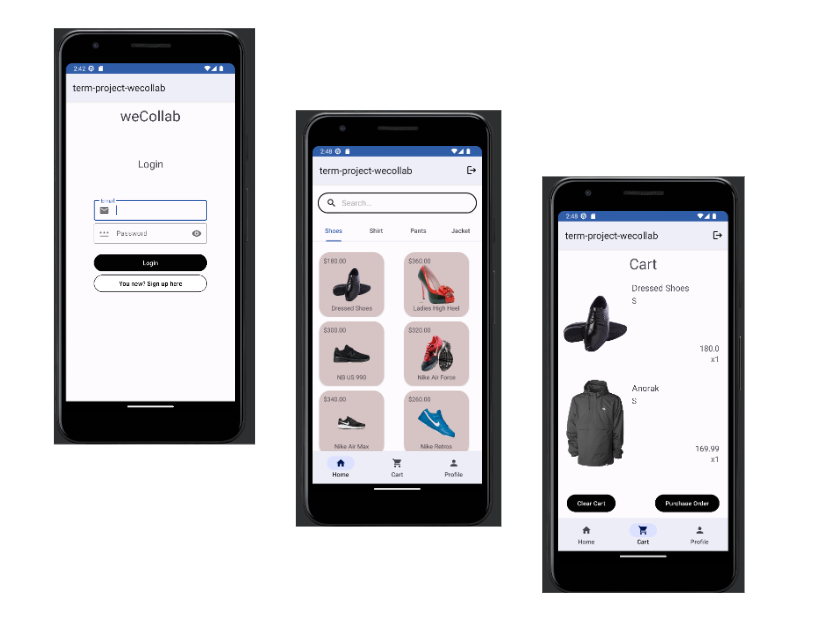 2:42
term-project-wecollab
weCollab
Login
Email
Password
Login
You new? Sign up here
2:48
term-project-wecollab
Search...
Shoes Shirt Pants Jacket
$180.00 $360.00
Dressed Shoes Ladies High Heel
$300.00 $320.00
NB US 990 Nike Air Force
$340.00 $260.00
Nike Air Max Nike Retros
Home Cart Profile
2:48
term-project-wecollab
Cart
Dressed Shoes
S
180.0
x1
Anorak
S
169.99
x1
Clear Cart Purchase Order
Home Cart Profile